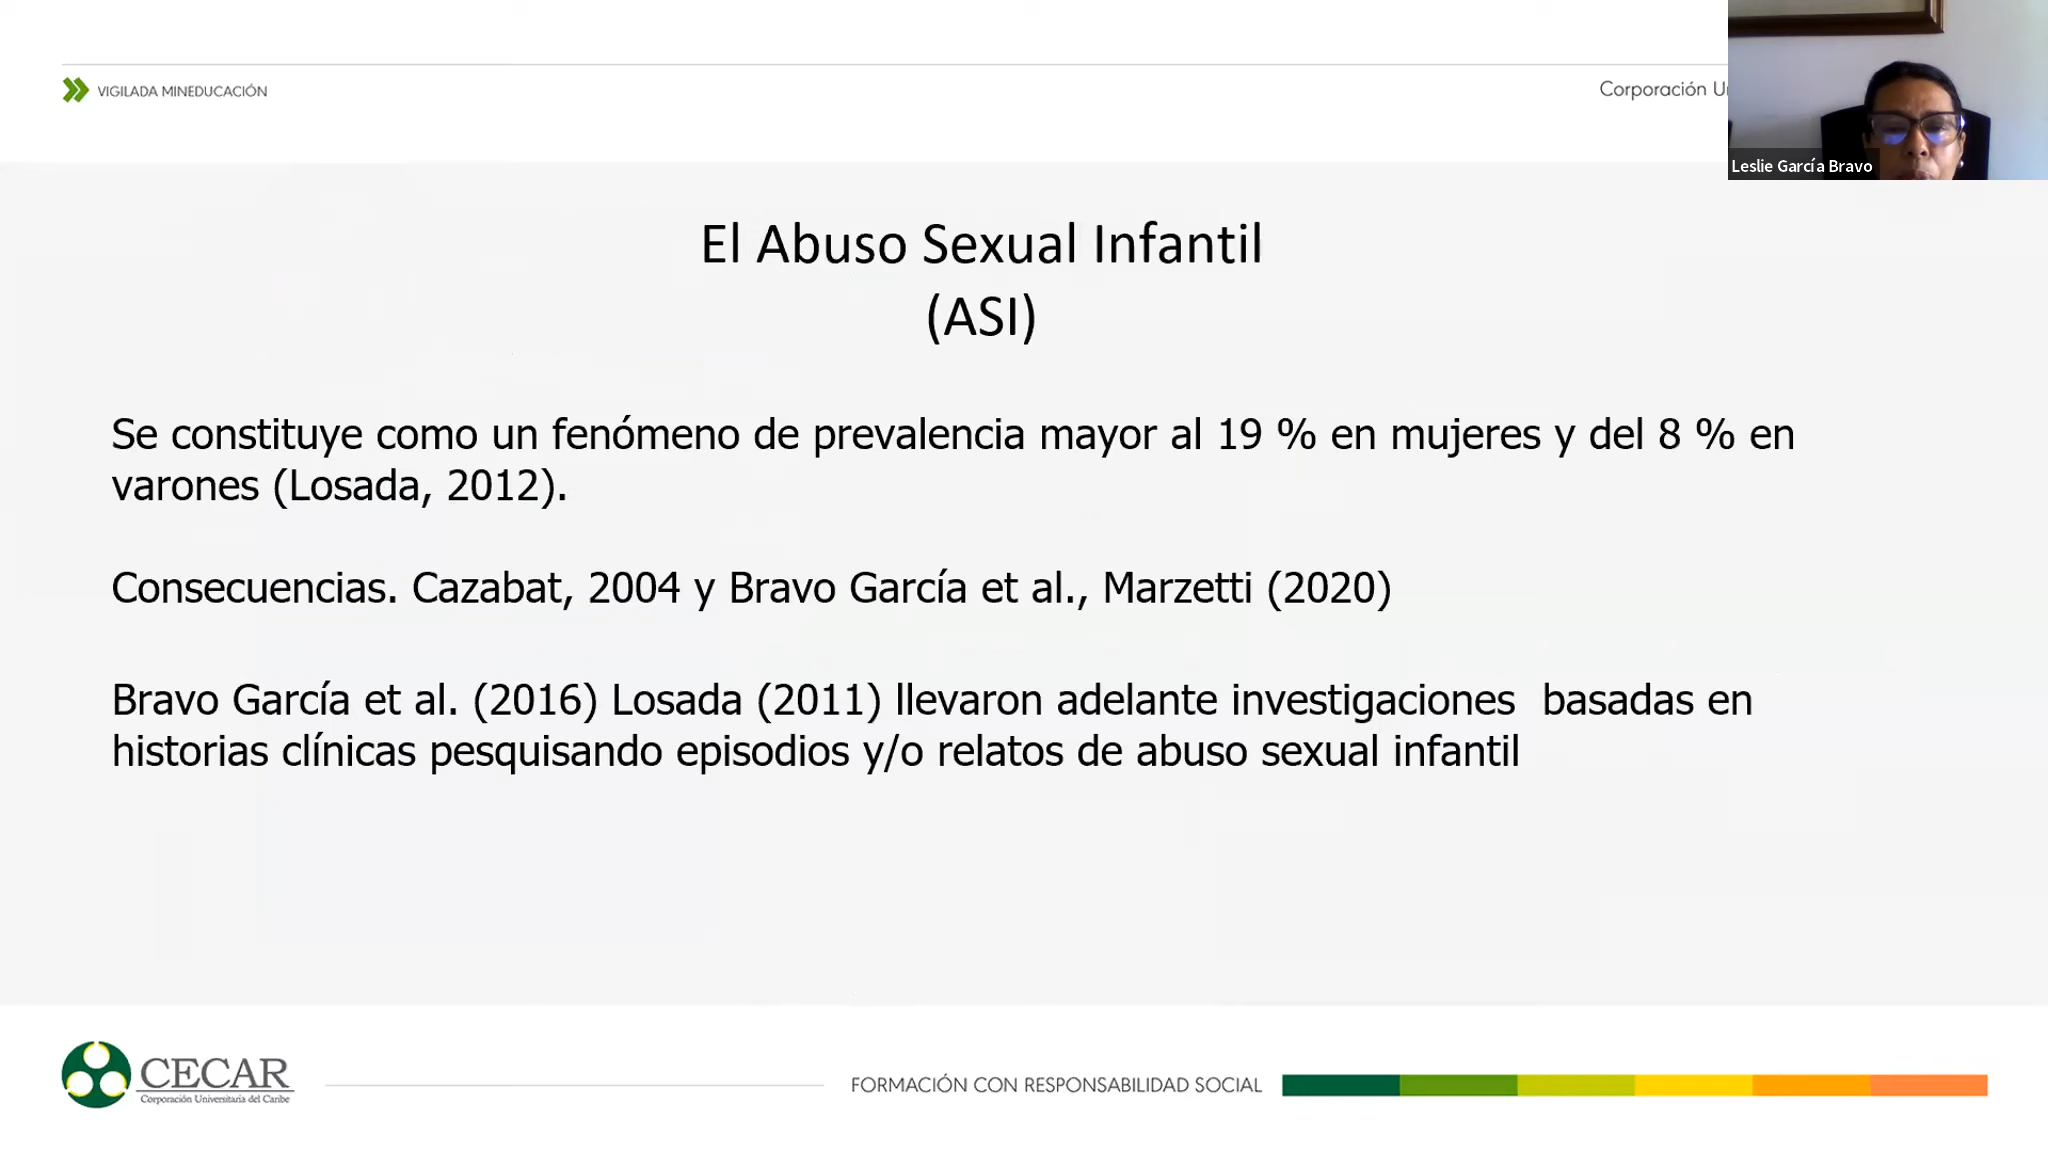 VIGILADA MINEDUCACIÓN
Corporación
Leslie García Bravo
El Abuso Sexual Infantil
(ASI)
Se constituye como un fenómeno de prevalencia mayor al 19 % en mujeres y del 8 % en
varones (Losada, 2012).
Consecuencias. Cazabat, 2004 y Bravo García et al., Marzetti (2020)
Bravo García et al. (2016) Losada (2011) llevaron adelante investigaciones  basadas en
historias clínicas pesquisando episodios y/o relatos de abuso sexual infantil
CECAR
Corporación Universitaria del Caribe
FORMACIÓN CON RESPONSABILIDAD SOCIAL